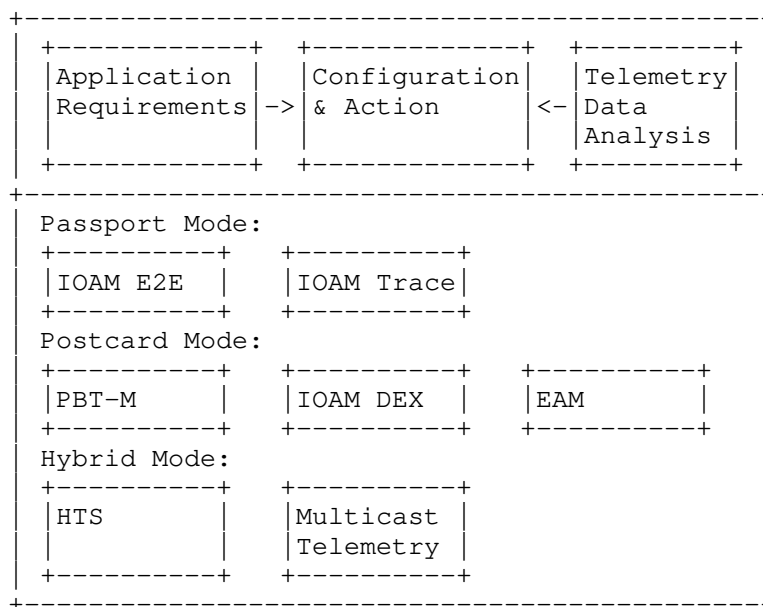 Application Configuration Telemetry
Requirements -> & Action <- Data
Analysis
Passport Mode:
IOAM E2E IOAM Trace
Postcard Mode:
PBT-M IOAM DEX EAM
Hybrid Mode:
HTS Multicast
Telemetry